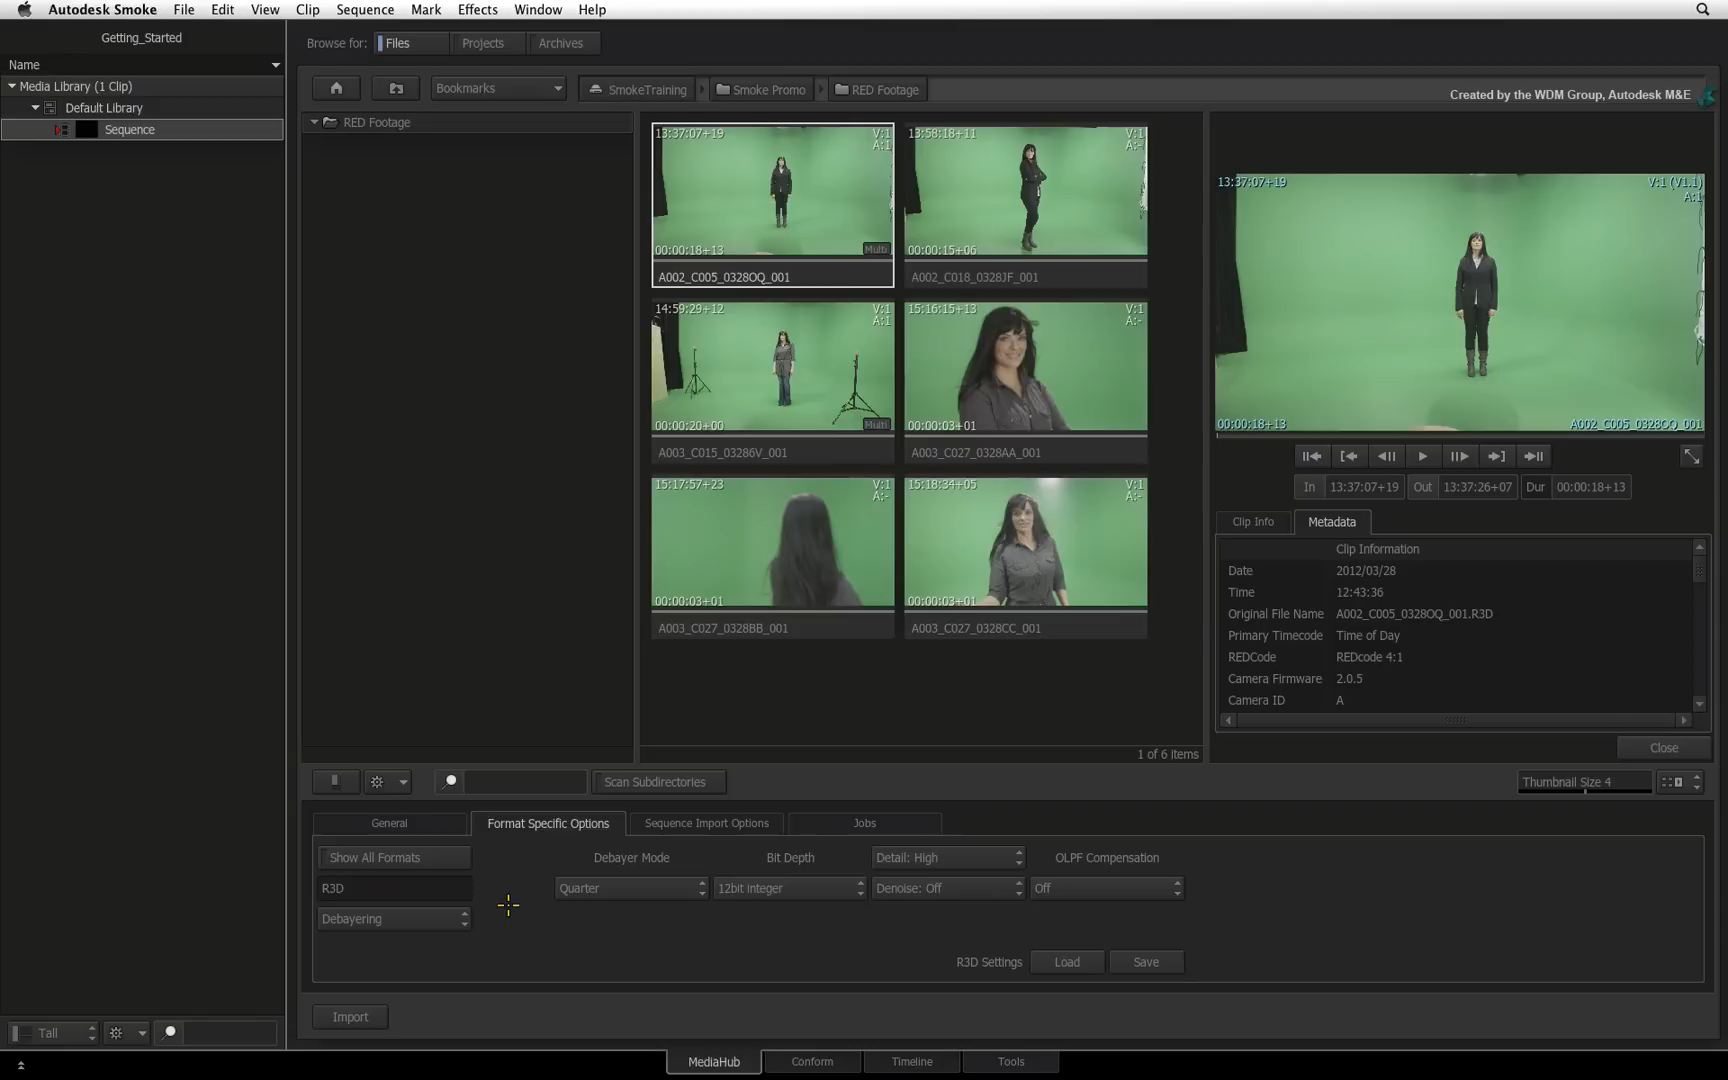 Autodesk Smoke File Edit View Clip Sequence Mark Effects Window Help
Getting_Started
Name
Media Library (1 Clip)
Default Library
Sequence
Browse for: Files Projects Archives
Bookmarks SmokeTraining Smoke Promo RED Footage
Created by the WDM Group, Autodesk M&E
RED Footage
13:37:07+19 V:1
A:1
00:00:18+13 Multi
A002_C005_0328OQ_001
13:58:18+11 V:1
A:-
00:00:15+06
A002_C018_0328JF_001
14:59:29+12 V:1
A:1
00:00:20+00 Multi
A003_C015_03286V_001
15:16:15+13 V:1
A:-
00:00:03+01
A003_C027_0328AA_001
15:17:57+23 V:1
A:-
00:00:03+01
A003_C027_0328BB_001
15:18:34+05 V:1
A:-
00:00:03+01
A003_C027_0328CC_001
1 of 6 items
13:37:07+19 V:1 (V1.1)
A:1
00:00:18+13 A002_C005_0328OQ_001
In 13:37:07+19 Out 13:37:26+07 Dur 00:00:18+13
Clip Info Metadata
Clip Information
Date 2012/03/28
Time 12:43:36
Original File Name A002_C005_0328OQ_001.R3D
Primary Timecode Time of Day
REDCode REDcode 4:1
Camera Firmware 2.0.5
Camera ID A
Close
Scan Subdirectories
Thumbnail Size 4
General Format Specific Options Sequence Import Options Jobs
Show All Formats Debayer Mode Bit Depth Detail: High OLPF Compensation
R3D Quarter 12bit Integer Denoise: Off Off
Debayering
R3D Settings Load Save
Import
Tall
MediaHub Conform Timeline Tools